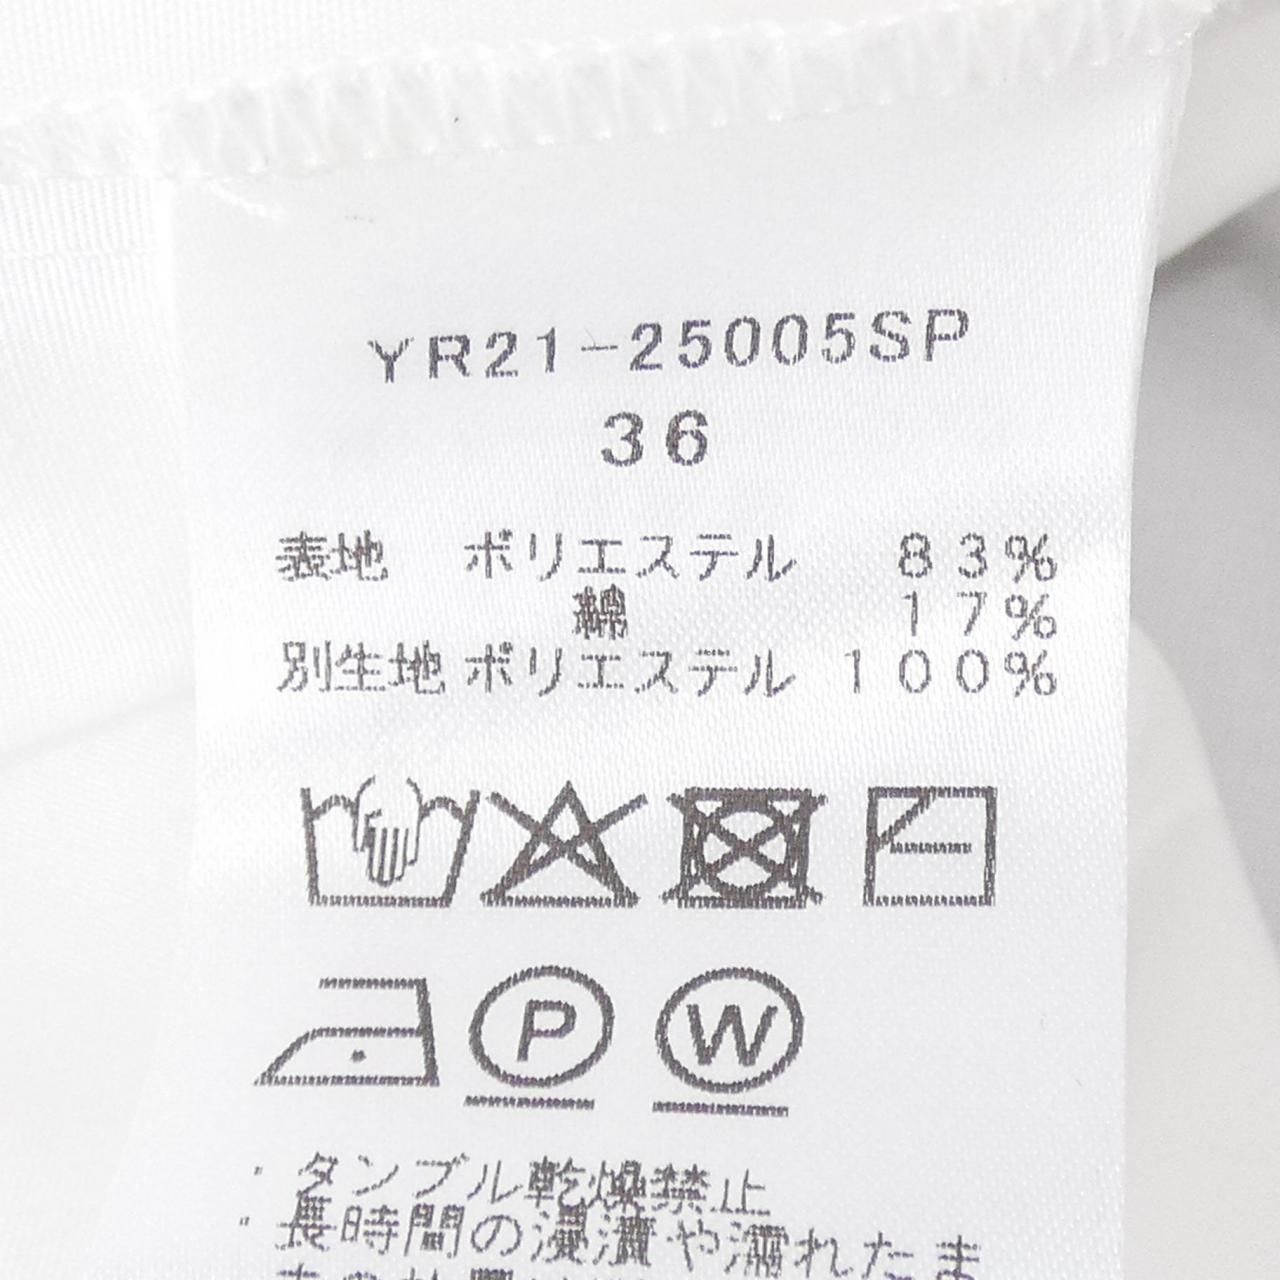 YR21-25005SP
36
表地 ポリエステル 83%
綿 17%
別生地 ポリエステル 100%
P W
・タンブル乾燥禁止
・長時間の浸漬や濡れたま